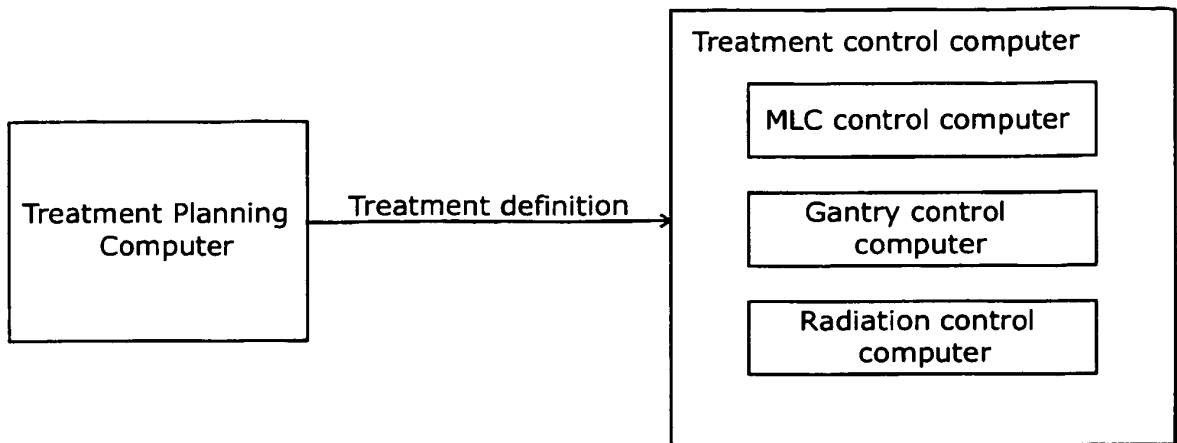 Treatment control computer
MLC control computer
Treatment Planning
Computer
Treatment definition
Gantry control
computer
Radiation control
computer